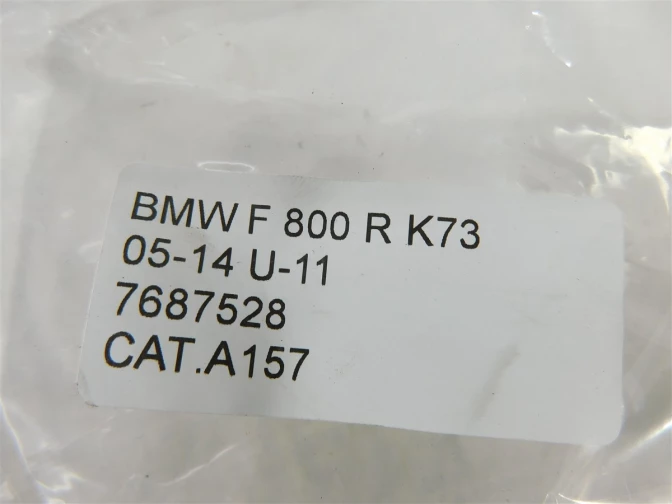 BMW F 800 R K73
05-14 U-11
7687528
CAT.A157